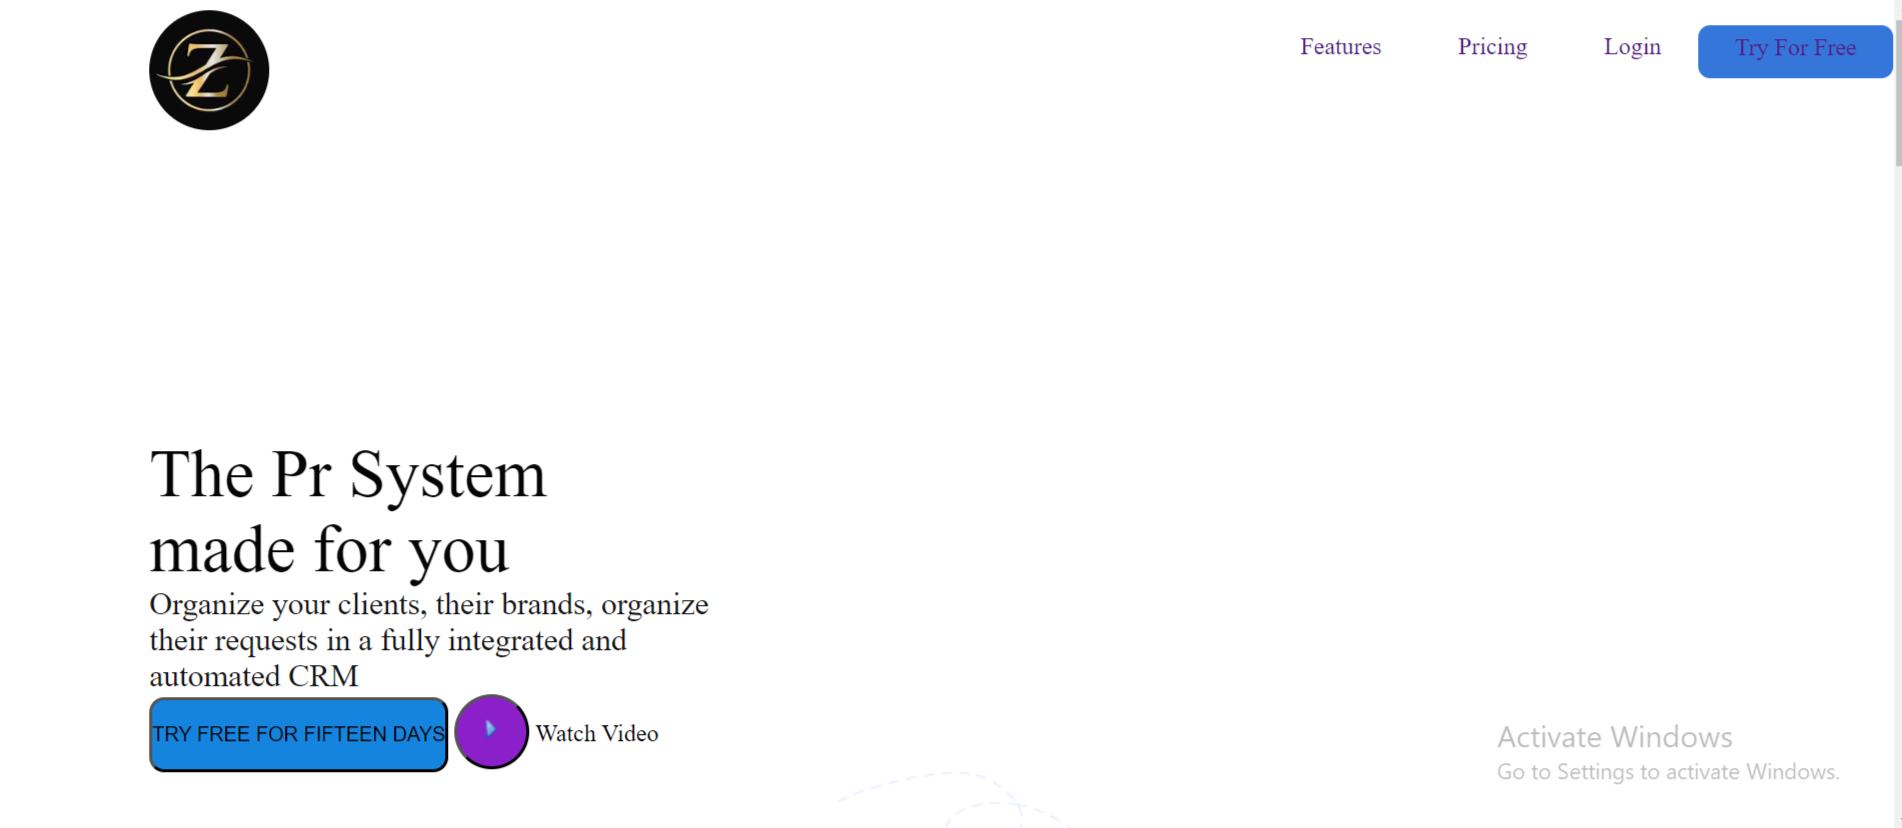 Z
Features
Pricing
Login
Try For Free
The Pr System
made for you
Organize your clients, their brands, organize
their requests in a fully integrated and
automated CRM
TRY FREE FOR FIFTEEN DAYS
Watch Video
Activate Windows
Go to Settings to activate Windows.